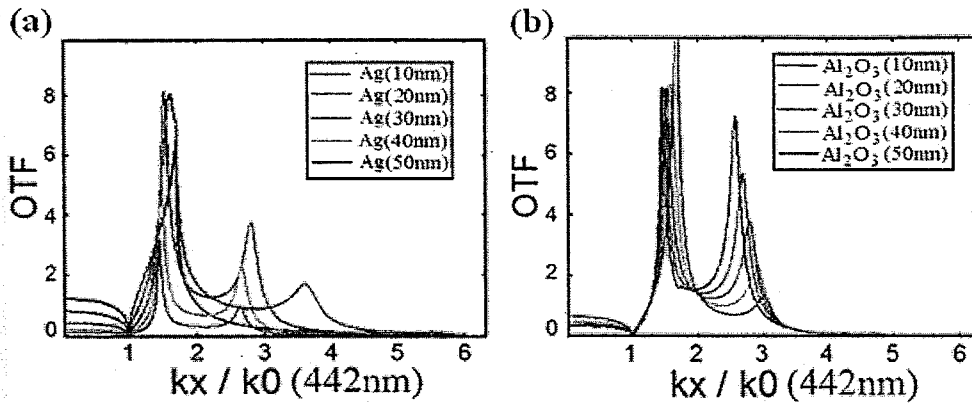 (a)
8
6
4
2
0
OTF
Ag(10nm)
Ag(20nm)
Ag(30nm)
Ag(40nm)
Ag(50nm)
1 2 3 4 5 6
kx / k0 (442nm)
(b)
8
6
4
2
0
OTF
Al₂O₃ (10nm)
Al₂O₃ (20nm)
Al₂O₃ (30nm)
Al₂O₃ (40nm)
Al₂O₃ (50nm)
1 2 3 4 5 6
kx / k0 (442nm)